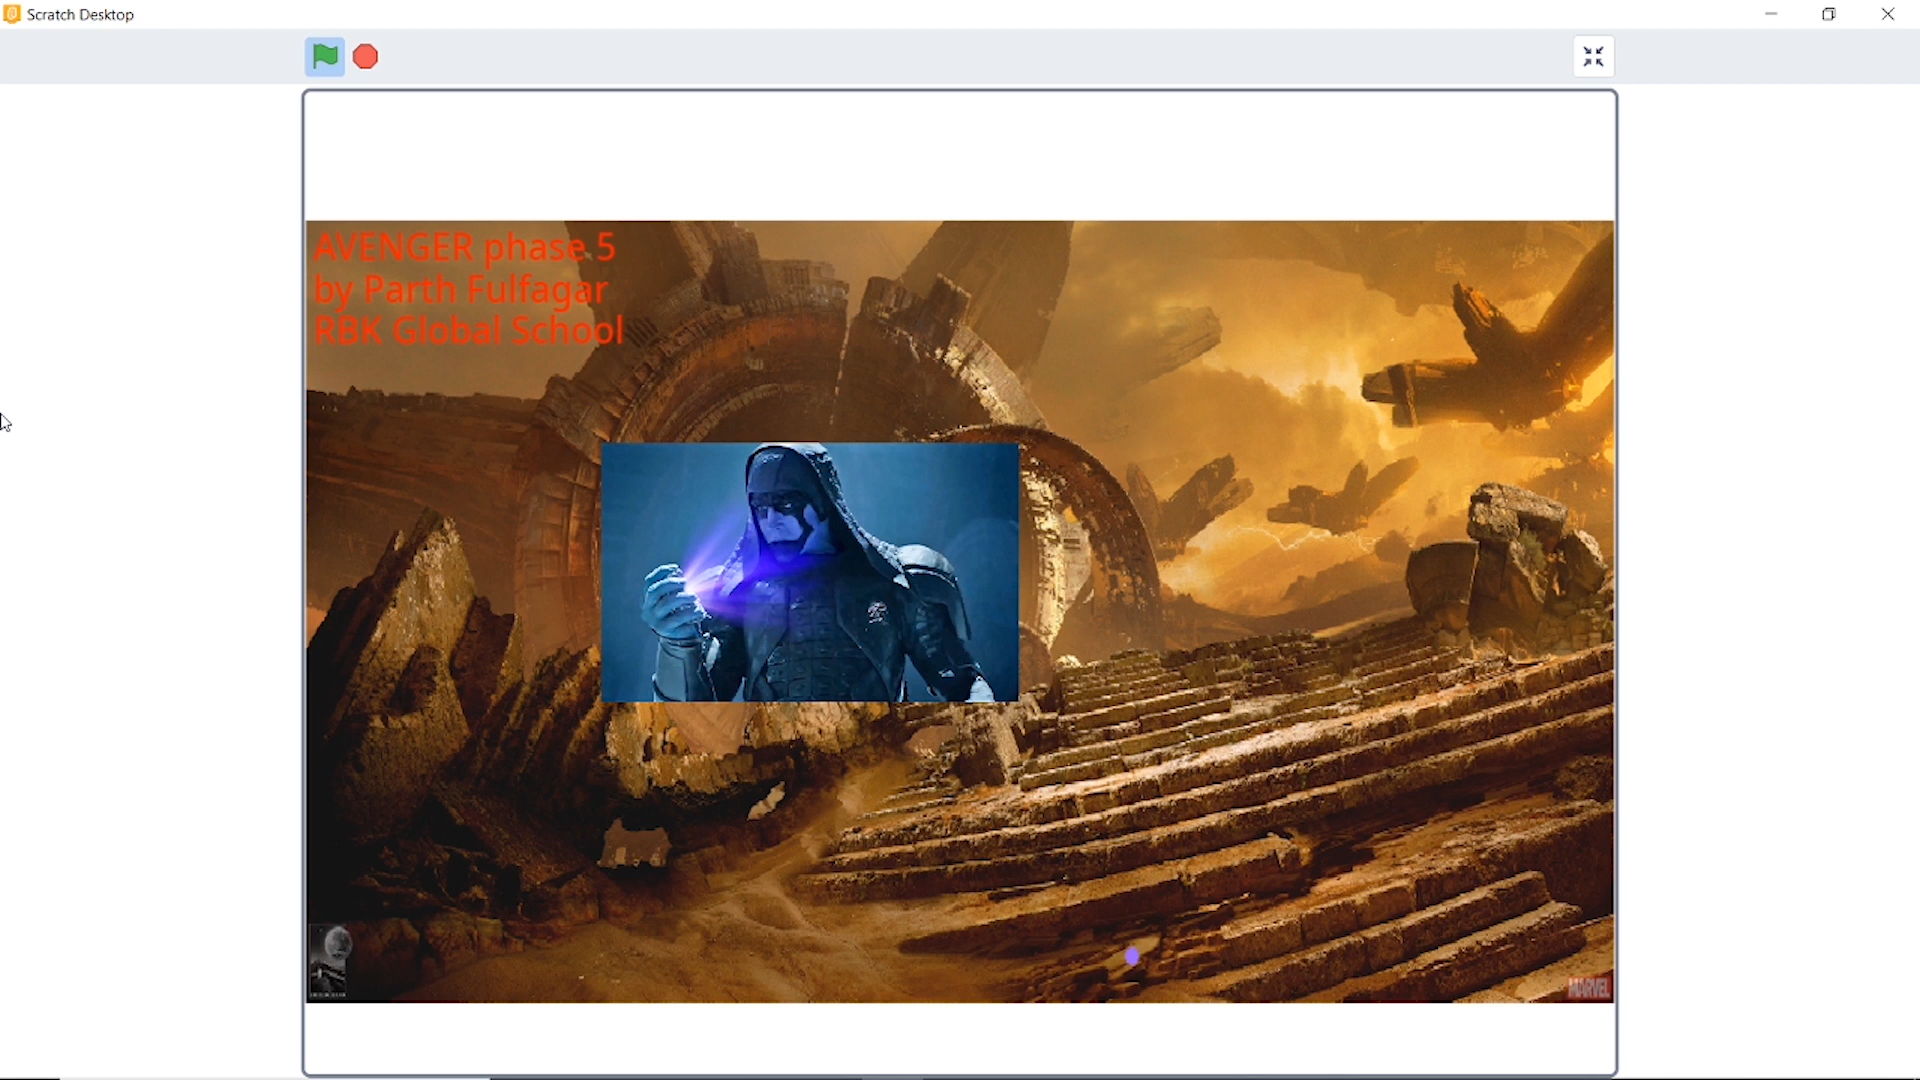 Scratch Desktop
AVENGER phase 5
by Parth Fulfagar
RBK Global School
MARVEL